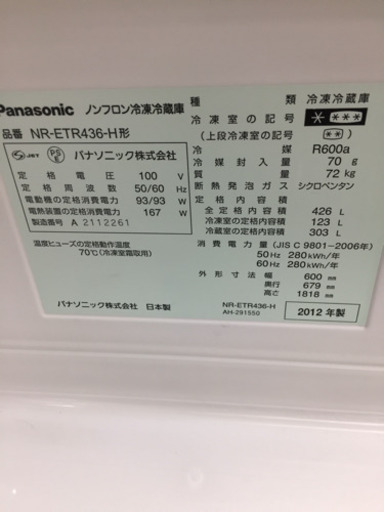 Panasonic ノンフロン冷凍冷蔵庫
品番 NR-ETR436-H形
JET PSE パナソニック株式会社
定格電圧 100 V
定格周波数 50/60 Hz
電動機の定格消費電力 93/93 W
電熱装置の定格消費電力 167 W
製造番号 A 2112261
温度ヒューズの定格動作温度
70℃(冷凍室霜取用)
パナソニック株式会社 日本製
種類 冷凍冷蔵庫
冷凍室の記号 * ***
(上段冷凍室の記号 **)
冷媒 R600a
冷媒封入量 70 g
質量 72 kg
断熱発泡ガス シクロペンタン
定格内容積
全定格内容積 426 L
冷凍室の定格内容積 123 L
冷蔵室の定格内容積 303 L
消費電力量(JIS C 9801-2006年)
50Hz 280kWh/年
60Hz 280kWh/年
外形寸法 幅 600 mm
奥行 679 mm
高さ 1818 mm
NR-ETR436-H
AH-291550
2012年製